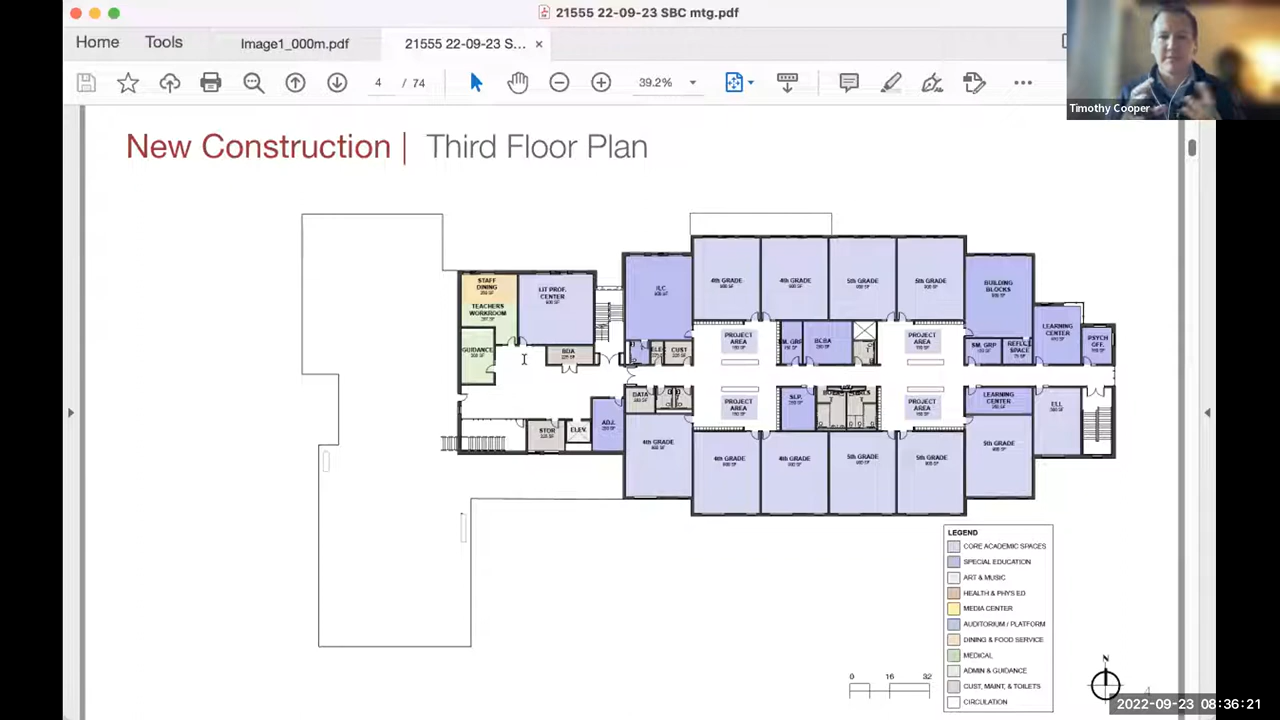 21555 22-09-23 SBC mtg.pdf
Home
Tools
Image1_000m.pdf
21555 22-09-23 S...
×
4 / 74
39.2%
Timothy Cooper
New Construction | Third Floor Plan
STAFF
DINING
TEACHERS
WORKROOM
LIT PROF.
CENTER
GUIDANCE
STOR
ELEV.
ADJ.
CUST
DATA
4th GRADE
4th GRADE
5th GRADE
5th GRADE
BUILDING
BLOCKS
LEARNING
CENTER
PSYCH
OFF.
PROJECT
AREA
BCBA
PROJECT
AREA
SM. GRP
PROJECT
AREA
SLP.
PROJECT
AREA
LEARNING
CENTER
ELL
4th GRADE
4th GRADE
4th GRADE
5th GRADE
5th GRADE
5th GRADE
LEGEND
CORE ACADEMIC SPACES
SPECIAL EDUCATION
ART & MUSIC
HEALTH & PHYS ED
MEDIA CENTER
AUDITORIUM / PLATFORM
DINING & FOOD SERVICE
MEDICAL
ADMIN & GUIDANCE
CUST, MAINT, & TOILETS
CIRCULATION
0 16 32
N
4
2022-09-23 08:36:21